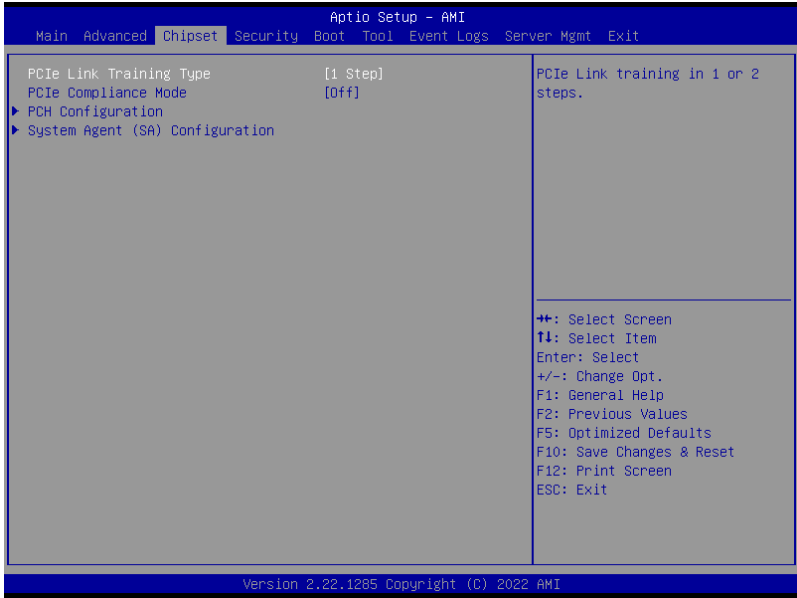 Aptio Setup – AMI
Main Advanced Chipset Security Boot Tool Event Logs Server Mgmt Exit
PCIe Link Training Type [1 Step]
PCIe Compliance Mode [Off]
PCH Configuration
System Agent (SA) Configuration
PCIe Link training in 1 or 2
steps.
→←: Select Screen
↑↓: Select Item
Enter: Select
+/-: Change Opt.
F1: General Help
F2: Previous Values
F5: Optimized Defaults
F10: Save Changes & Reset
F12: Print Screen
ESC: Exit
Version 2.22.1285 Copyright (C) 2022 AMI